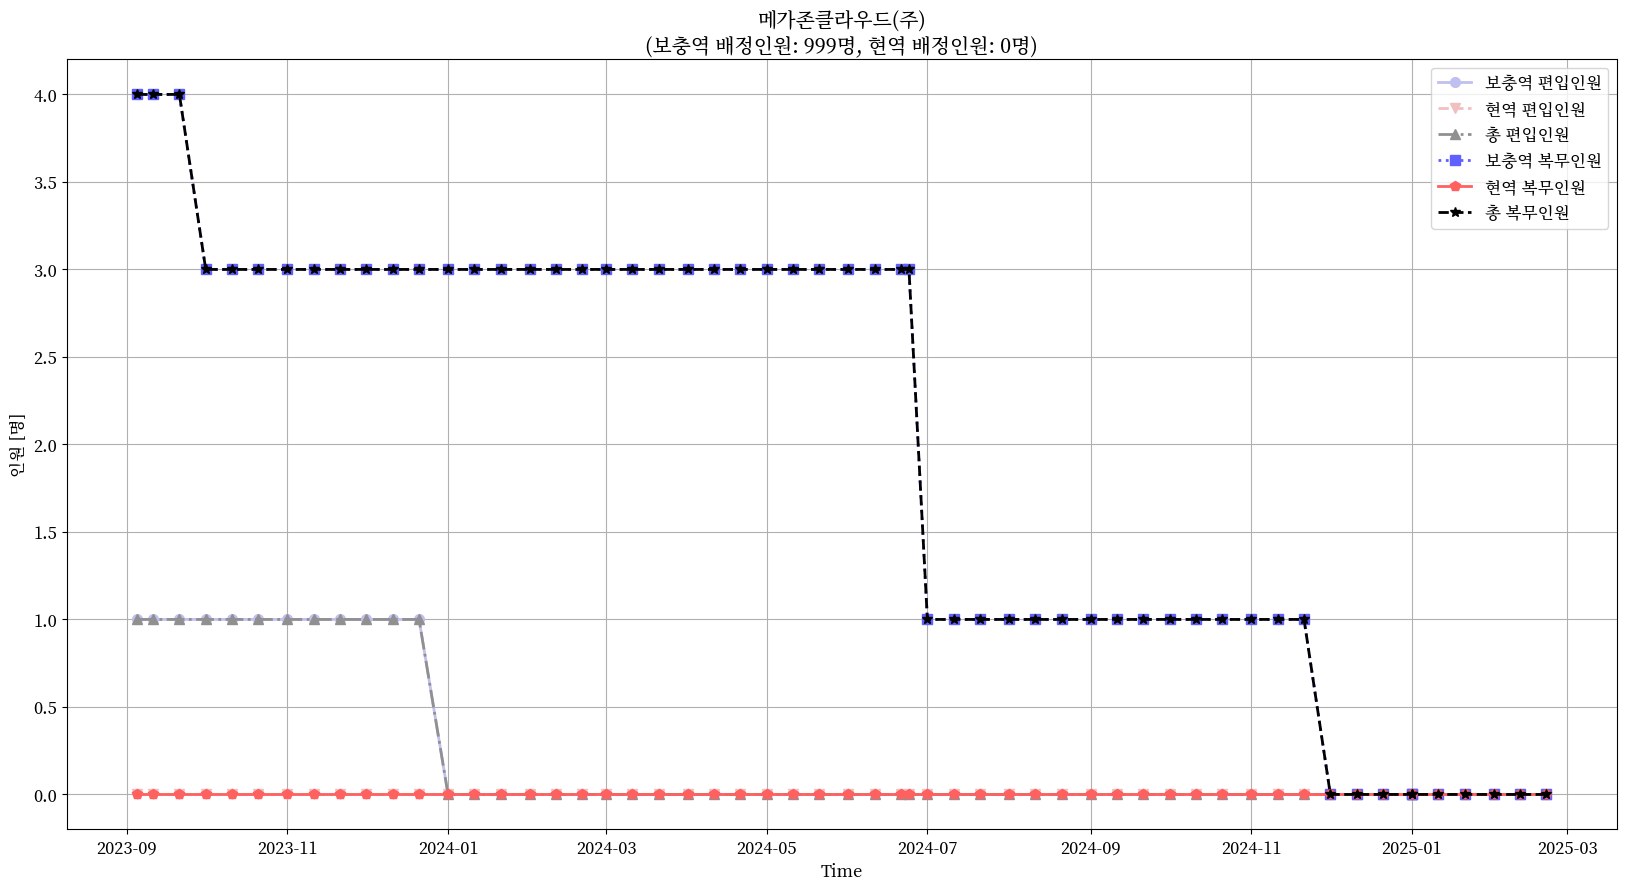 메가존클라우드(주)
(보충역 배정인원: 999명, 현역 배정인원: 0명)
보충역 편입인원
현역 편입인원
총 편입인원
보충역 복무인원
현역 복무인원
총 복무인원
인원 [명]
4.0
3.5
3.0
2.5
2.0
1.5
1.0
0.5
0.0
2023-09 2023-11 2024-01 2024-03 2024-05 2024-07 2024-09 2024-11 2025-01 2025-03
Time